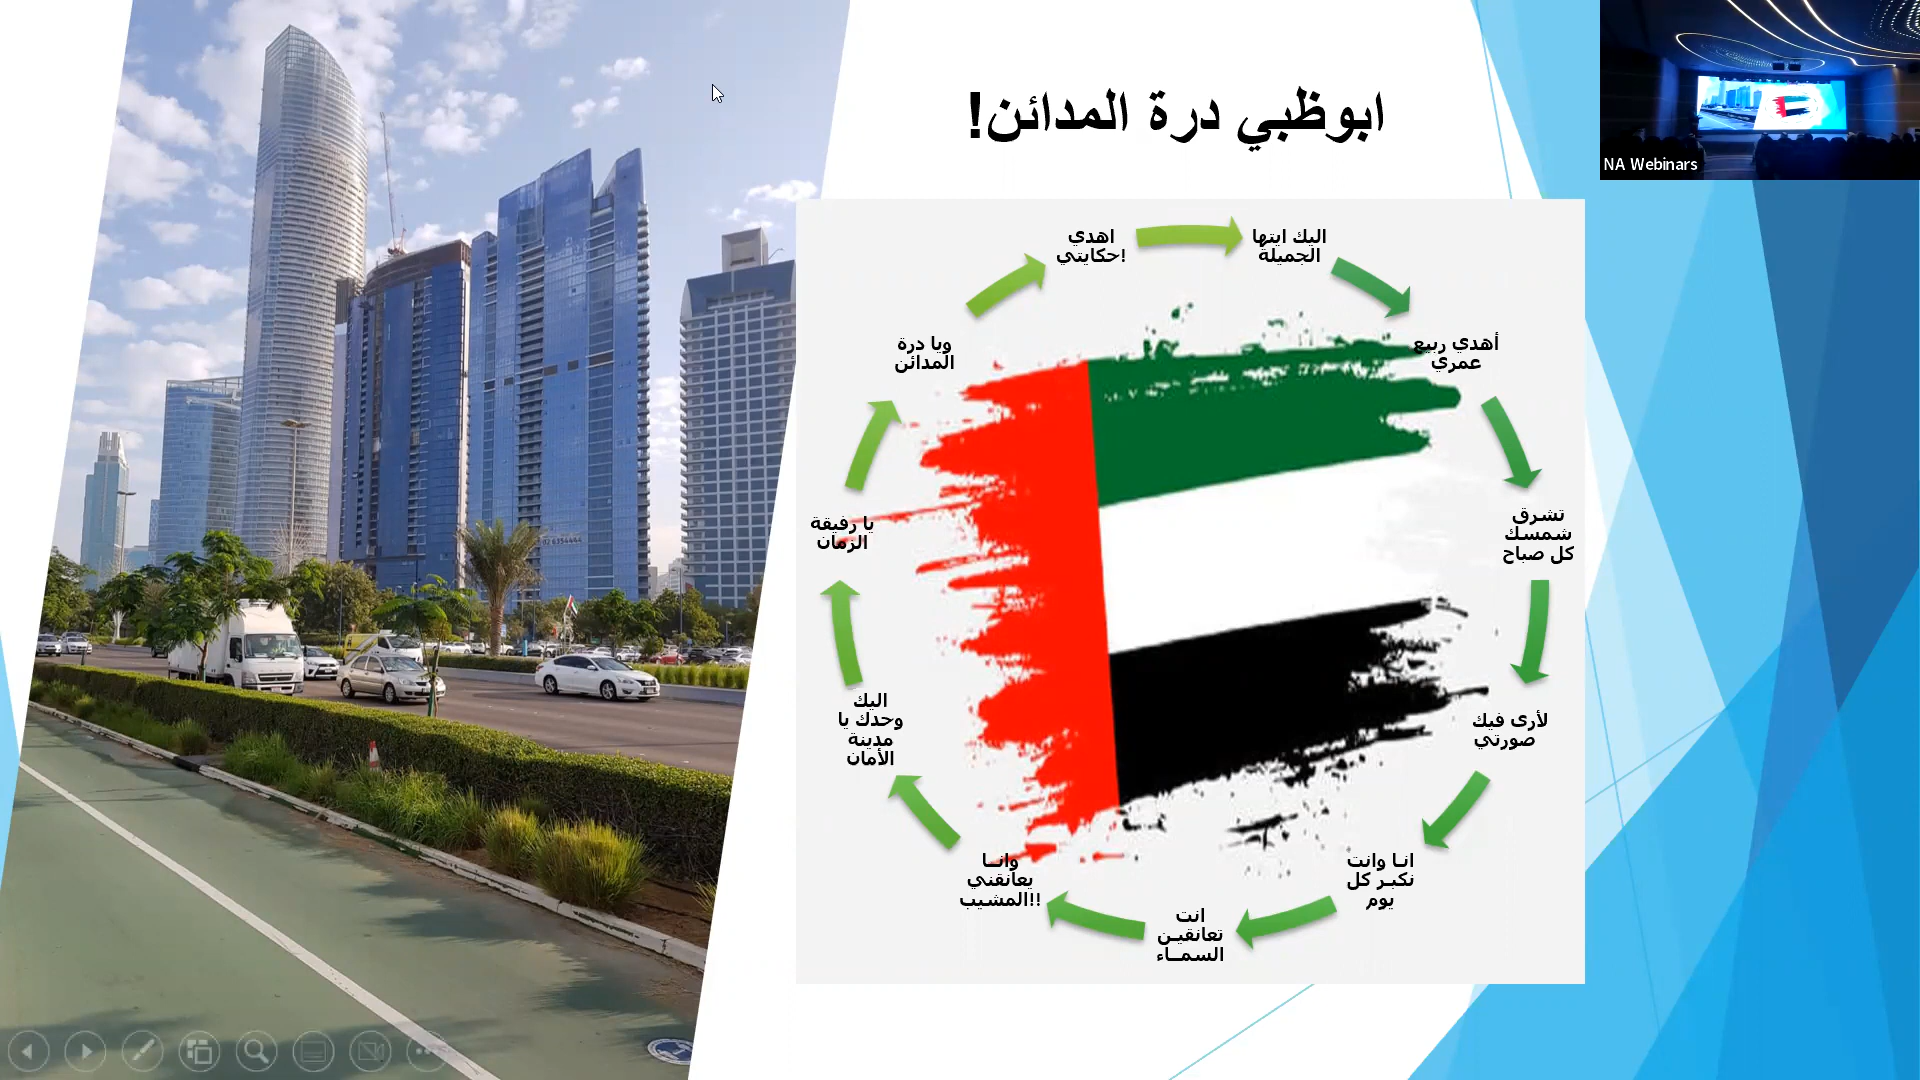 ابوظبي درة المدائن!
NA Webinars
اهدي
حكايتي!
اليك ايتها
الجميلة
أهدي ربيع
عمري
تشرق
شمسك
كل صباح
لأرى فيك
صورتي
انا وانت
نكبر كل
يوم
انت
تعانقين
السماء
وانا
يعانقني
المشيب!!
اليك
وحدك يا
مدينة
الأمان
يا رفيقة
الزمان
ويا درة
المدائن